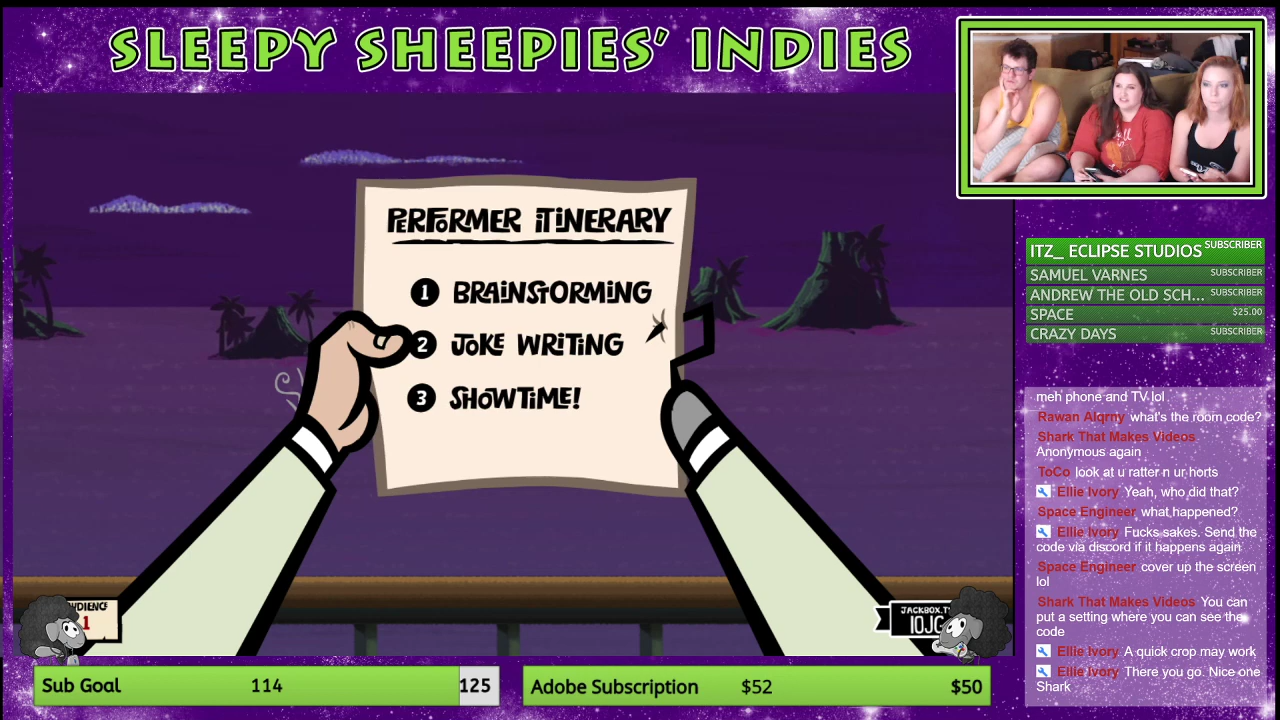 SLEEPY SHEEPIES' INDIES
PERFORMER ITINERARY
1 BRAINSTORMING
2 JOKE WRITING
3 SHOWTIME!
1
JACKBOX.TV
IOJG
ITZ_ ECLIPSE STUDIOS SUBSCRIBER
SAMUEL VARNES SUBSCRIBER
ANDREW THE OLD SCH... SUBSCRIBER
SPACE $25.00
CRAZY DAYS SUBSCRIBER
meh phone and TV lol
Rawan Alqrny what's the room code?
Shark That Makes Videos
Anonymous again
ToCo look at u ratter n ur horts
Ellie Ivory Yeah, who did that?
Space Engineer what happened?
Ellie Ivory Fucks sakes. Send the
code via discord if it happens again
Space Engineer cover up the screen
lol
Shark That Makes Videos You can
put a setting where you can see the
code
Ellie Ivory A quick crop may work
Ellie Ivory There you go. Nice one
Shark
Sub Goal 114 125
Adobe Subscription $52 $50